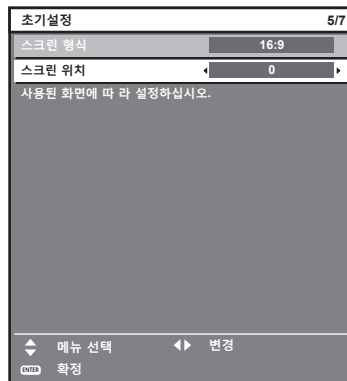 초기설정 5/7
스크린 형식 16:9
스크린 위치 0
사용된 화면에 따 라 설정하십시오.
메뉴 선택 변경
ENTER 확정